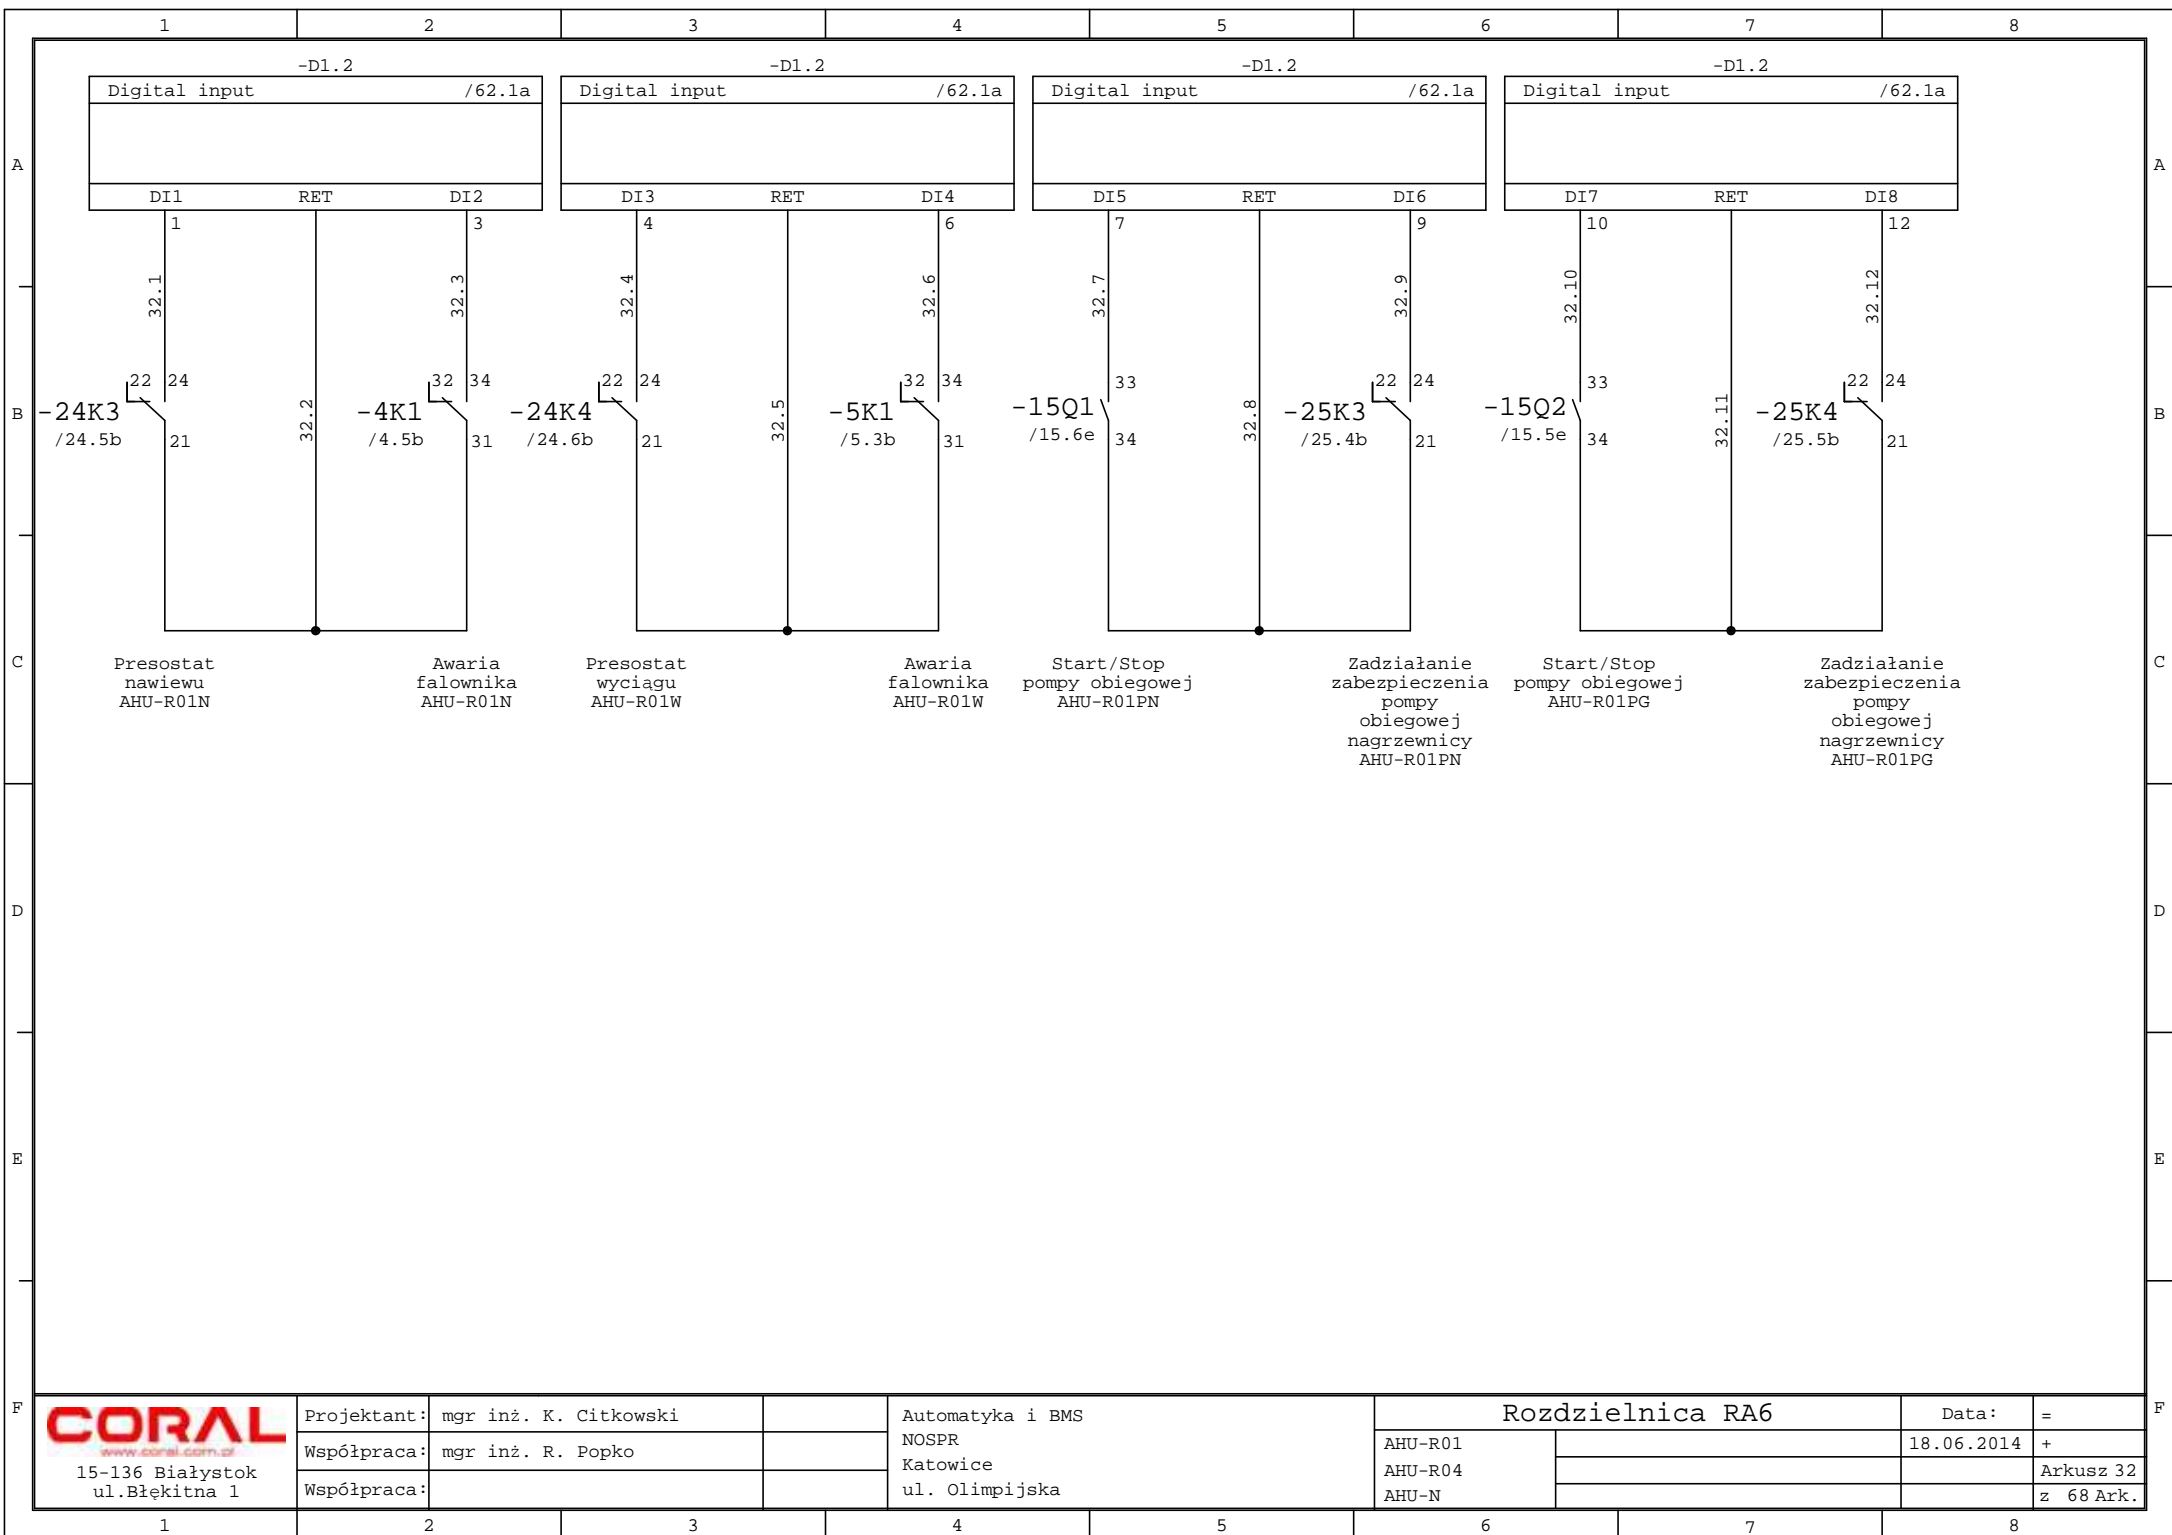 1 2 3 4 5 6 7 8
-D1.2 -D1.2 -D1.2 -D1.2
Digital input /62.1a Digital input /62.1a Digital input /62.1a Digital input /62.1a
A A
DI1 RET DI2 DI3 RET DI4 DI5 RET DI6 DI7 RET DI8
1 3 4 6 7 9 10 12
32.1 32.3 32.4 32.6 32.7 32.9 32.10 32.12
22 24 32 34 22 24 32 34 33 22 24 33 22 24
B -24K3 32.2 -4K1 -24K4 32.5 -5K1 -15Q1 32.8 -25K3 -15Q2 32.11 -25K4 B
/24.5b 21 /4.5b 31 /24.6b 21 /5.3b 31 /15.6e 34 /25.4b 21 /15.5e 34 /25.5b 21
C C
Presostat
nawiewu
AHU-R01N
Awaria
falownika
AHU-R01N
Presostat
wyciągu
AHU-R01W
Awaria
falownika
AHU-R01W
Start/Stop
pompy obiegowej
AHU-R01PN
Zadziałanie
zabezpieczenia
pompy
obiegowej
nagrzewnicy
AHU-R01PN
Start/Stop
pompy obiegowej
AHU-R01PG
Zadziałanie
zabezpieczenia
pompy
obiegowej
nagrzewnicy
AHU-R01PG
D D
E E
F F
CORAL
www.coral.com.pl
15-136 Białystok
ul.Błękitna 1
Projektant: mgr inż. K. Citkowski
Współpraca: mgr inż. R. Popko
Współpraca:
Automatyka i BMS
NOSPR
Katowice
ul. Olimpijska
Rozdzielnica RA6
AHU-R01
AHU-R04
AHU-N
Data: =
18.06.2014 +
Arkusz 32
z 68 Ark.
1 2 3 4 5 6 7 8